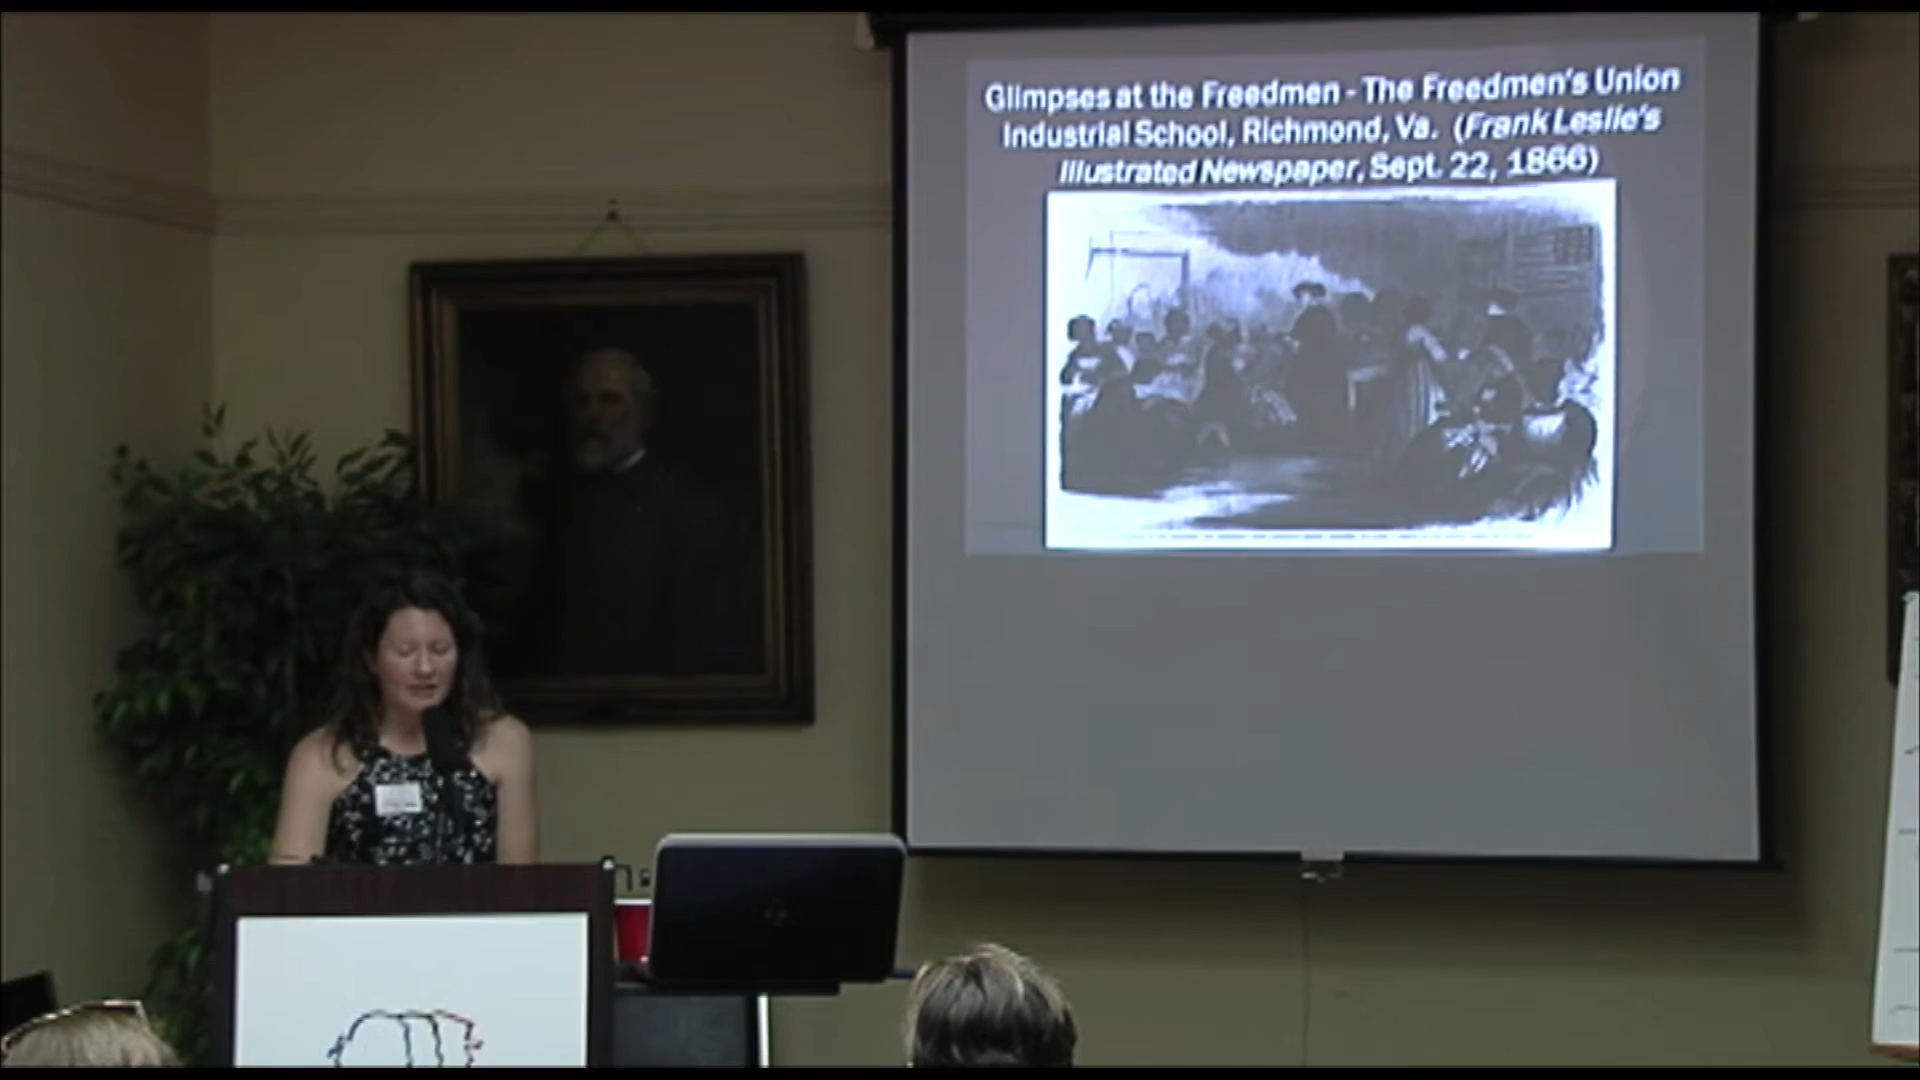 Glimpses at the Freedmen - The Freedmen's Union
Industrial School, Richmond, Va. (Frank Leslie's
Illustrated Newspaper, Sept. 22, 1866)